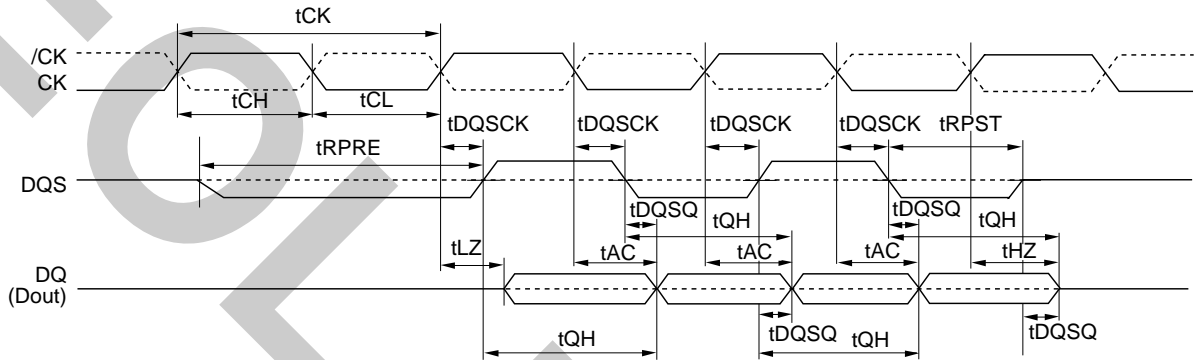 tCK
/CK
CK
tCH tCL
tDQSCK tDQSCK tDQSCK tDQSCK tRPST
tRPRE
DQS
tDQSQ tDQSQ
tQH tQH
tLZ tAC tAC tAC tHZ
DQ
(Dout)
tDQSQ tDQSQ
tQH tQH